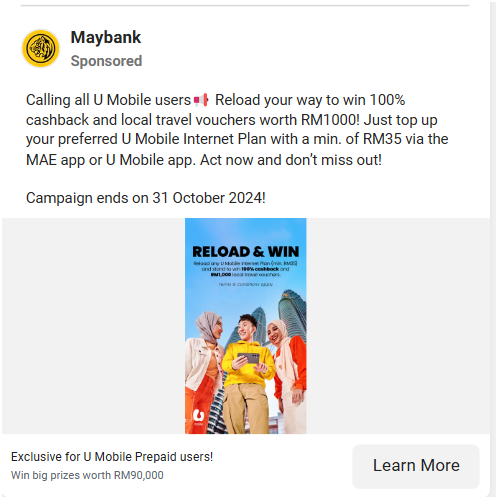 Maybank
Sponsored
Calling all U Mobile users📢 Reload your way to win 100%
cashback and local travel vouchers worth RM1000! Just top up
your preferred U Mobile Internet Plan with a min. of RM35 via the
MAE app or U Mobile app. Act now and don’t miss out!
Campaign ends on 31 October 2024!
RELOAD & WIN
Reload any U Mobile Internet Plan (min. RM35)
and stand to win 100% cashback and
RM1,000 local travel vouchers.
Terms & Conditions apply.
Exclusive for U Mobile Prepaid users!
Win big prizes worth RM90,000
Learn More